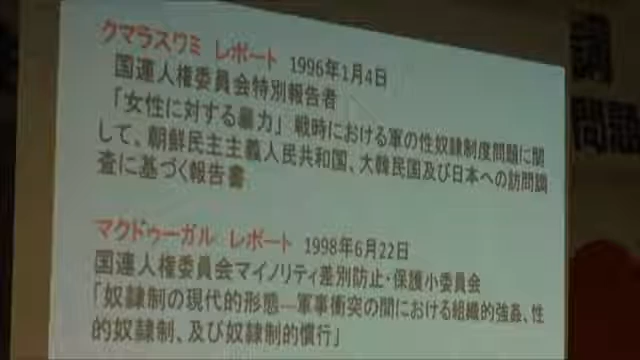 クマラスワミ レポート 1996年1月4日
国連人権委員会特別報告者
「女性に対する暴力」戦時における軍の性奴隷制度問題に関
して、朝鮮民主主義人民共和国、大韓民国及び日本への訪問調
査に基づく報告書
マクドゥーガル レポート 1998年6月22日
国連人権委員会マイノリティ差別防止・保護小委員会
「奴隷制の現代的形態―軍事衝突の間における組織的強姦、性
的奴隷制、及び奴隷制的慣行」
調
問